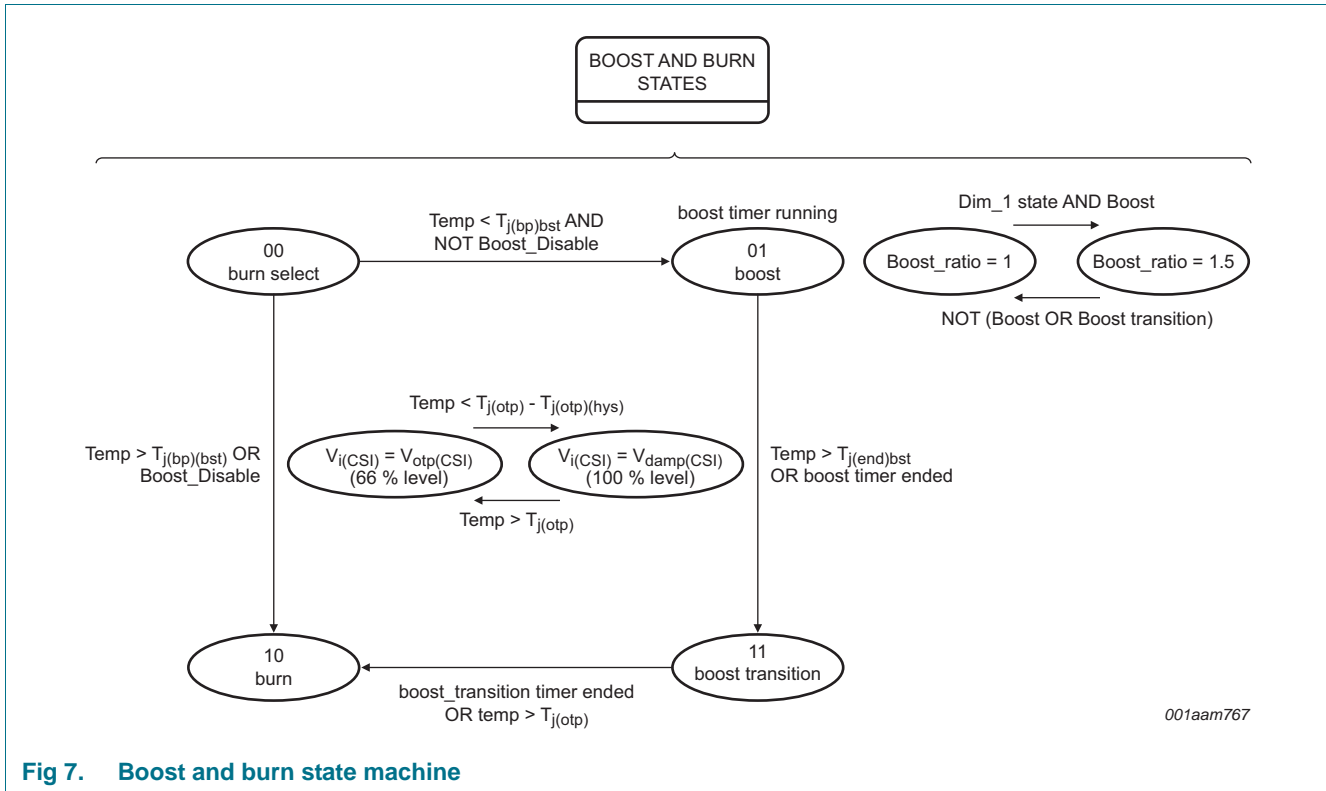 BOOST AND BURN
STATES
Temp < Tj(bp)bst AND
NOT Boost_Disable
boost timer running
Dim_1 state AND Boost
00
burn select
01
boost
Boost_ratio = 1
Boost_ratio = 1.5
NOT (Boost OR Boost transition)
Temp < Tj(otp) - Tj(otp)(hys)
Temp > Tj(bp)(bst) OR
Boost_Disable
Vi(CSI) = Votp(CSI)
(66 % level)
Vi(CSI) = Vdamp(CSI)
(100 % level)
Temp > Tj(end)bst
OR boost timer ended
Temp > Tj(otp)
10
burn
11
boost transition
boost_transition timer ended
OR temp > Tj(otp)
001aam767
Fig 7. Boost and burn state machine